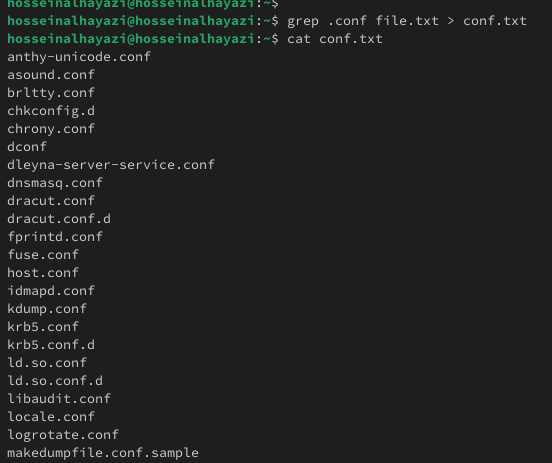 hosseinalhayazi@hosseinalhayazi:~$
hosseinalhayazi@hosseinalhayazi:~$ grep .conf file.txt > conf.txt
hosseinalhayazi@hosseinalhayazi:~$ cat conf.txt
anthy-unicode.conf
asound.conf
brltty.conf
chkconfig.d
chrony.conf
dconf
dleyna-server-service.conf
dnsmasq.conf
dracut.conf
dracut.conf.d
fprintd.conf
fuse.conf
host.conf
idmapd.conf
kdump.conf
krb5.conf
krb5.conf.d
ld.so.conf
ld.so.conf.d
libaudit.conf
locale.conf
logrotate.conf
makedumpfile.conf.sample